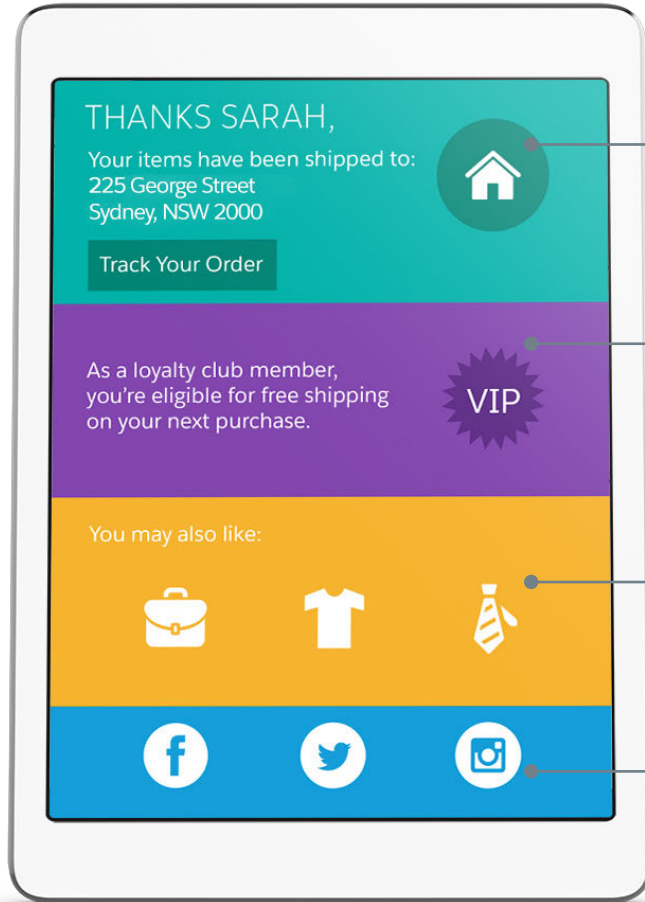 THANKS SARAH,
Your items have been shipped to:
225 George Street
Sydney, NSW 2000
Track Your Order
As a loyalty club member,
you're eligible for free shipping
on your next purchase.
VIP
You may also like: